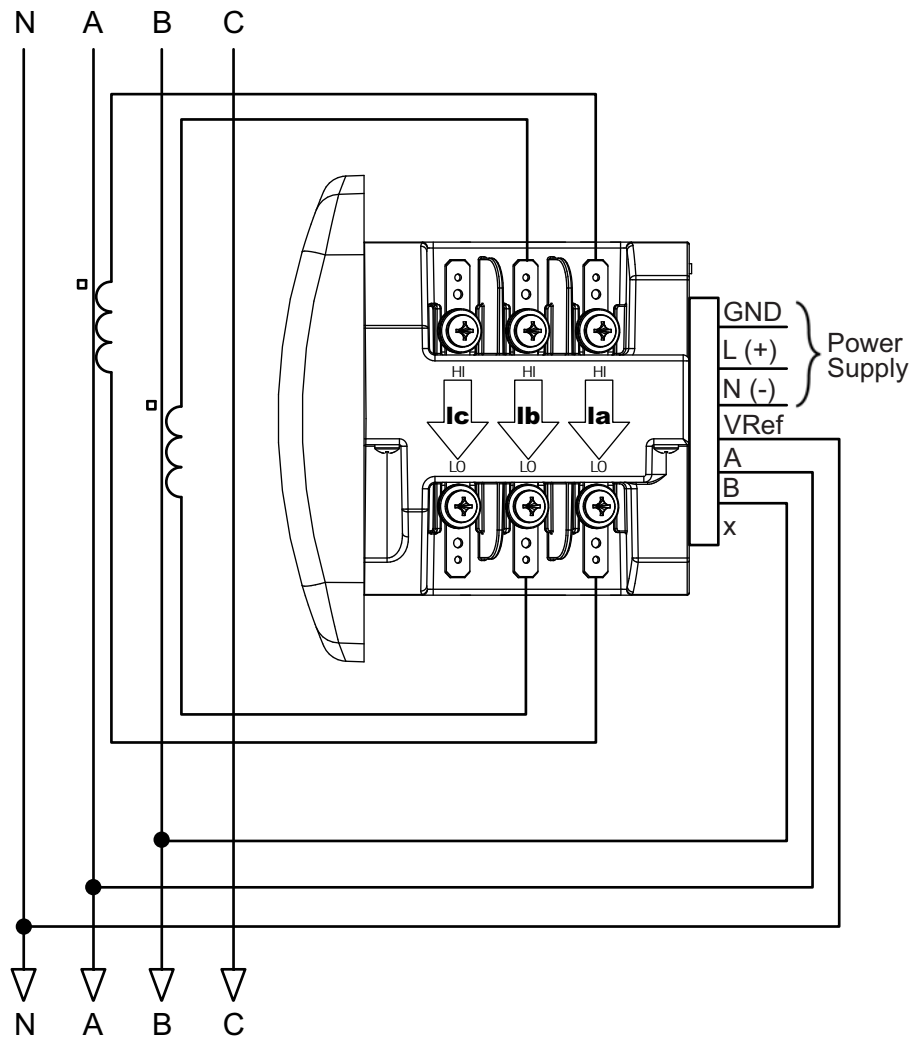 N A B C
GND
L (+)
N (-)
Power
Supply
HI HI HI
Ic Ib Ia
LO LO LO
VRef
A
B
x
N A B C